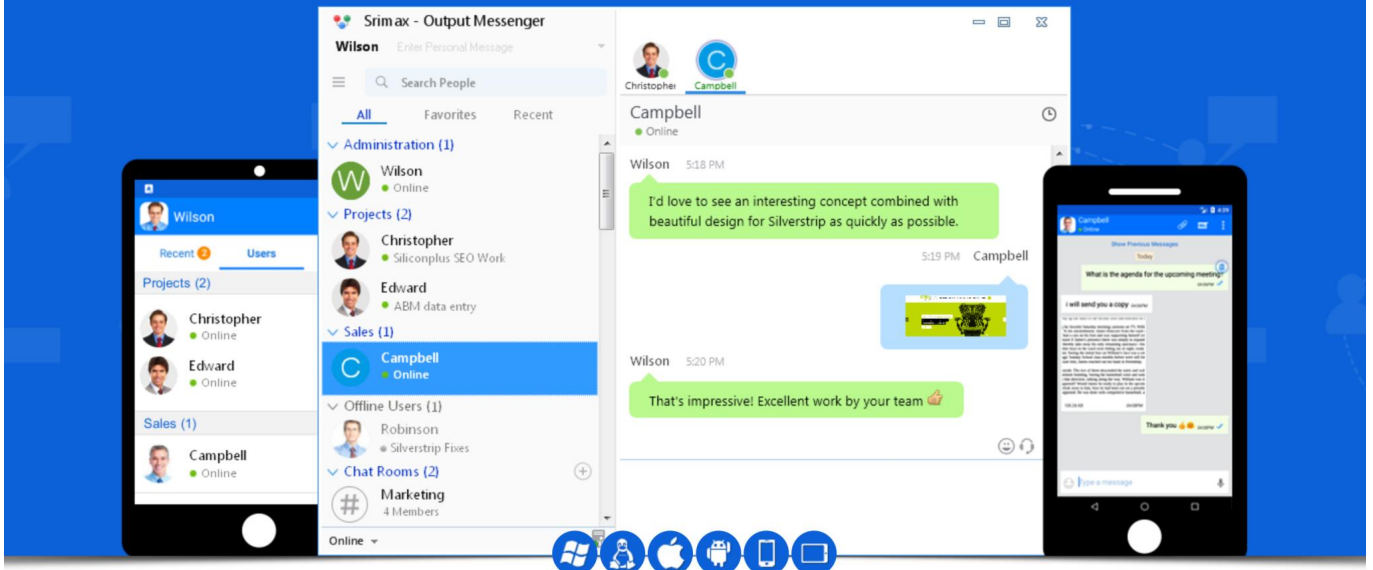 Srimax - Output Messenger
Wilson Enter Personal Message
Search People
All Favorites Recent
Administration (1)
W
Wilson
Online
Projects (2)
Christopher
Siliconplus SEO Work
Edward
ABM data entry
Sales (1)
C
Campbell
Online
Offline Users (1)
Robinson
Silverstrip Fixes
Chat Rooms (2)
#
Marketing
4 Members
Online
C
Christopher Campbell
Campbell
Online
Wilson 5:18 PM
I'd love to see an interesting concept combined with
beautiful design for Silverstrip as quickly as possible.
5:19 PM Campbell
Wilson 5:20 PM
That's impressive! Excellent work by your team
Wilson
Recent 2 Users
Projects (2)
Christopher
Online
Edward
Online
Sales (1)
Campbell
Online
4:39
Campbell
Online
Show Previous Messages
Today
What is the agenda for the upcoming meeting?
i will send you a copy
Thank you
Type a message